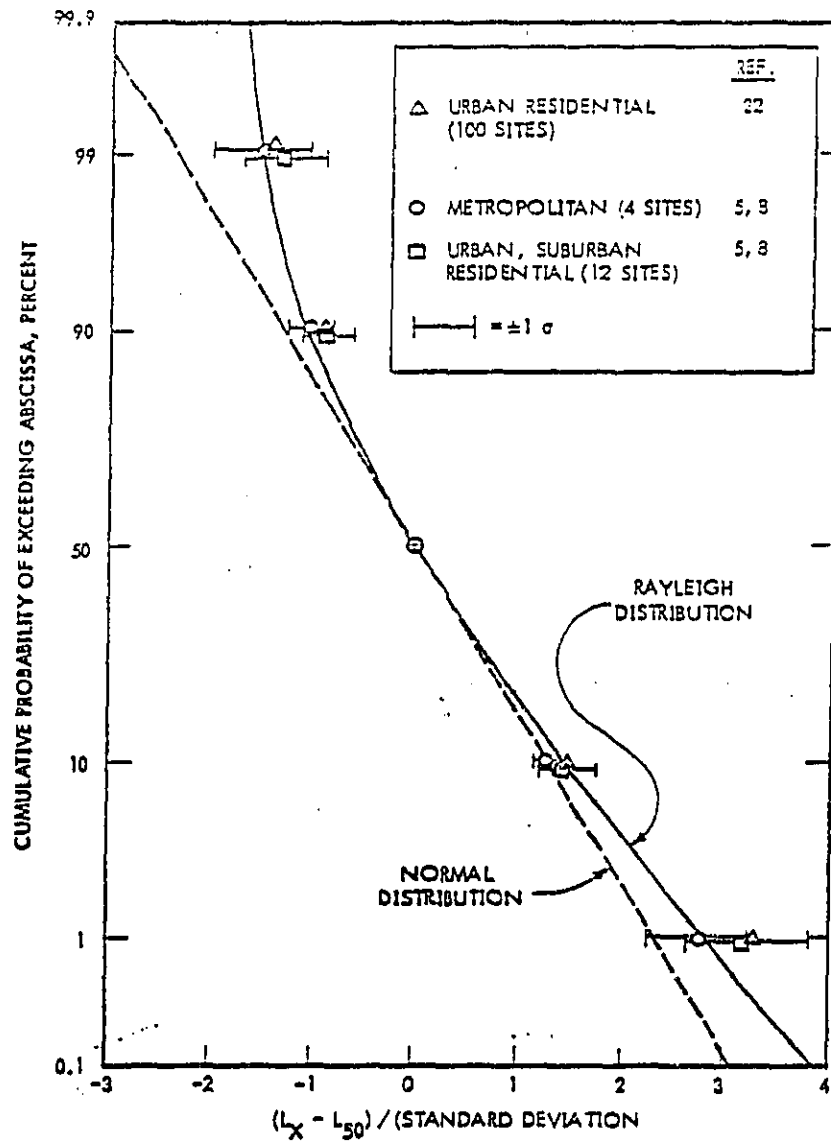 99.9
99
90
50
10
1
0.1
CUMULATIVE PROBABILITY OF EXCEEDING ABSCISSA, PERCENT
REF.
△ URBAN RESIDENTIAL 22
(100 SITES)
METROPOLITAN (4 SITES) 5, 8
URBAN, SUBURBAN 5, 8
RESIDENTIAL (12 SITES)
= ±1 σ
RAYLEIGH
DISTRIBUTION
NORMAL
DISTRIBUTION
-3 -2 -1 0 1 2 3 4
(Lx - L50)/(STANDARD DEVIATION